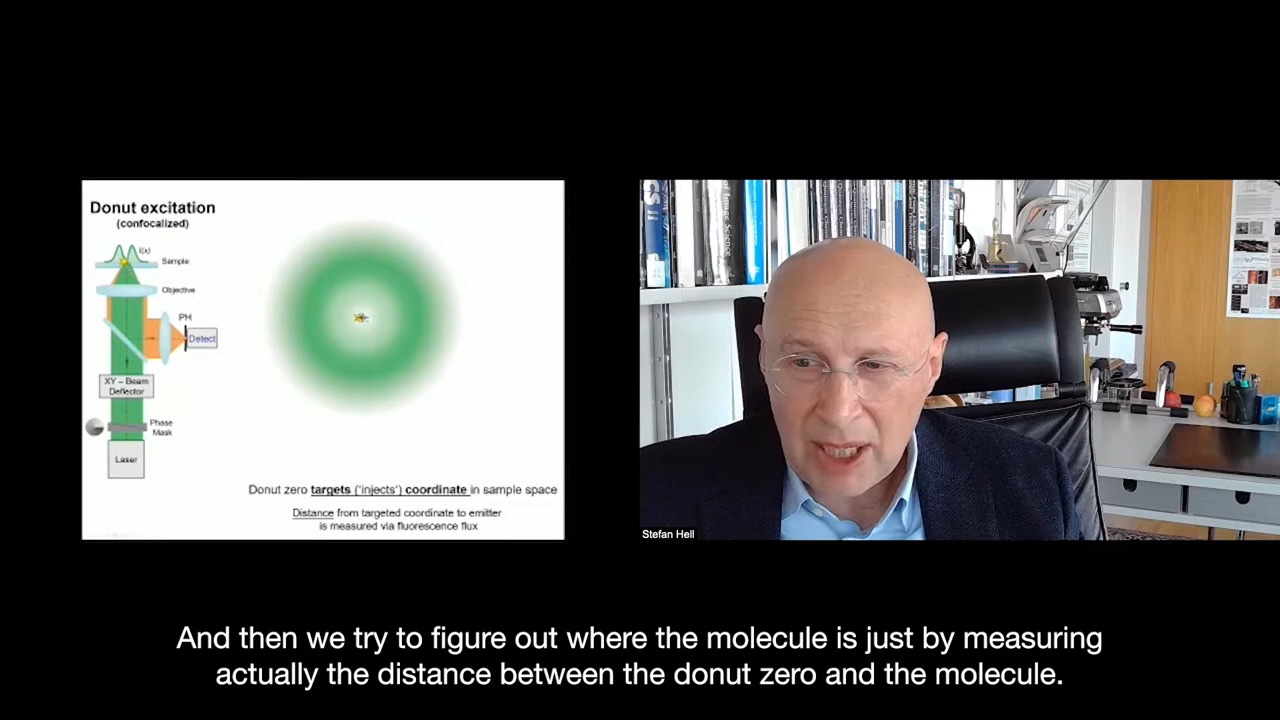 Donut excitation
(confocalized)
I(x)
Sample
Objective
PH
Detect
XY – Beam
Deflector
Phase
Mask
Laser
Donut zero targets ('injects') coordinate in sample space
Distance from targeted coordinate to emitter
is measured via fluorescence flux
of Image Science
Stefan Hell
And then we try to figure out where the molecule is just by measuring
actually the distance between the donut zero and the molecule.